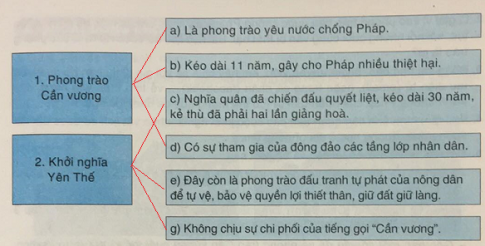 a) Là phong trào yêu nước chống Pháp.
b) Kéo dài 11 năm, gây cho Pháp nhiều thiệt hại.
1. Phong trào
Cần vương
c) Nghĩa quân đã chiến đấu quyết liệt, kéo dài 30 năm,
kẻ thù đã phải hai lần giảng hoà.
d) Có sự tham gia của đông đảo các tầng lớp nhân dân.
2. Khởi nghĩa
Yên Thế
e) Đây còn là phong trào đấu tranh tự phát của nông dân
để tự vệ, bảo vệ quyền lợi thiết thân, giữ đất giữ làng.
g) Không chịu sự chi phối của tiếng gọi “Cần vương”.